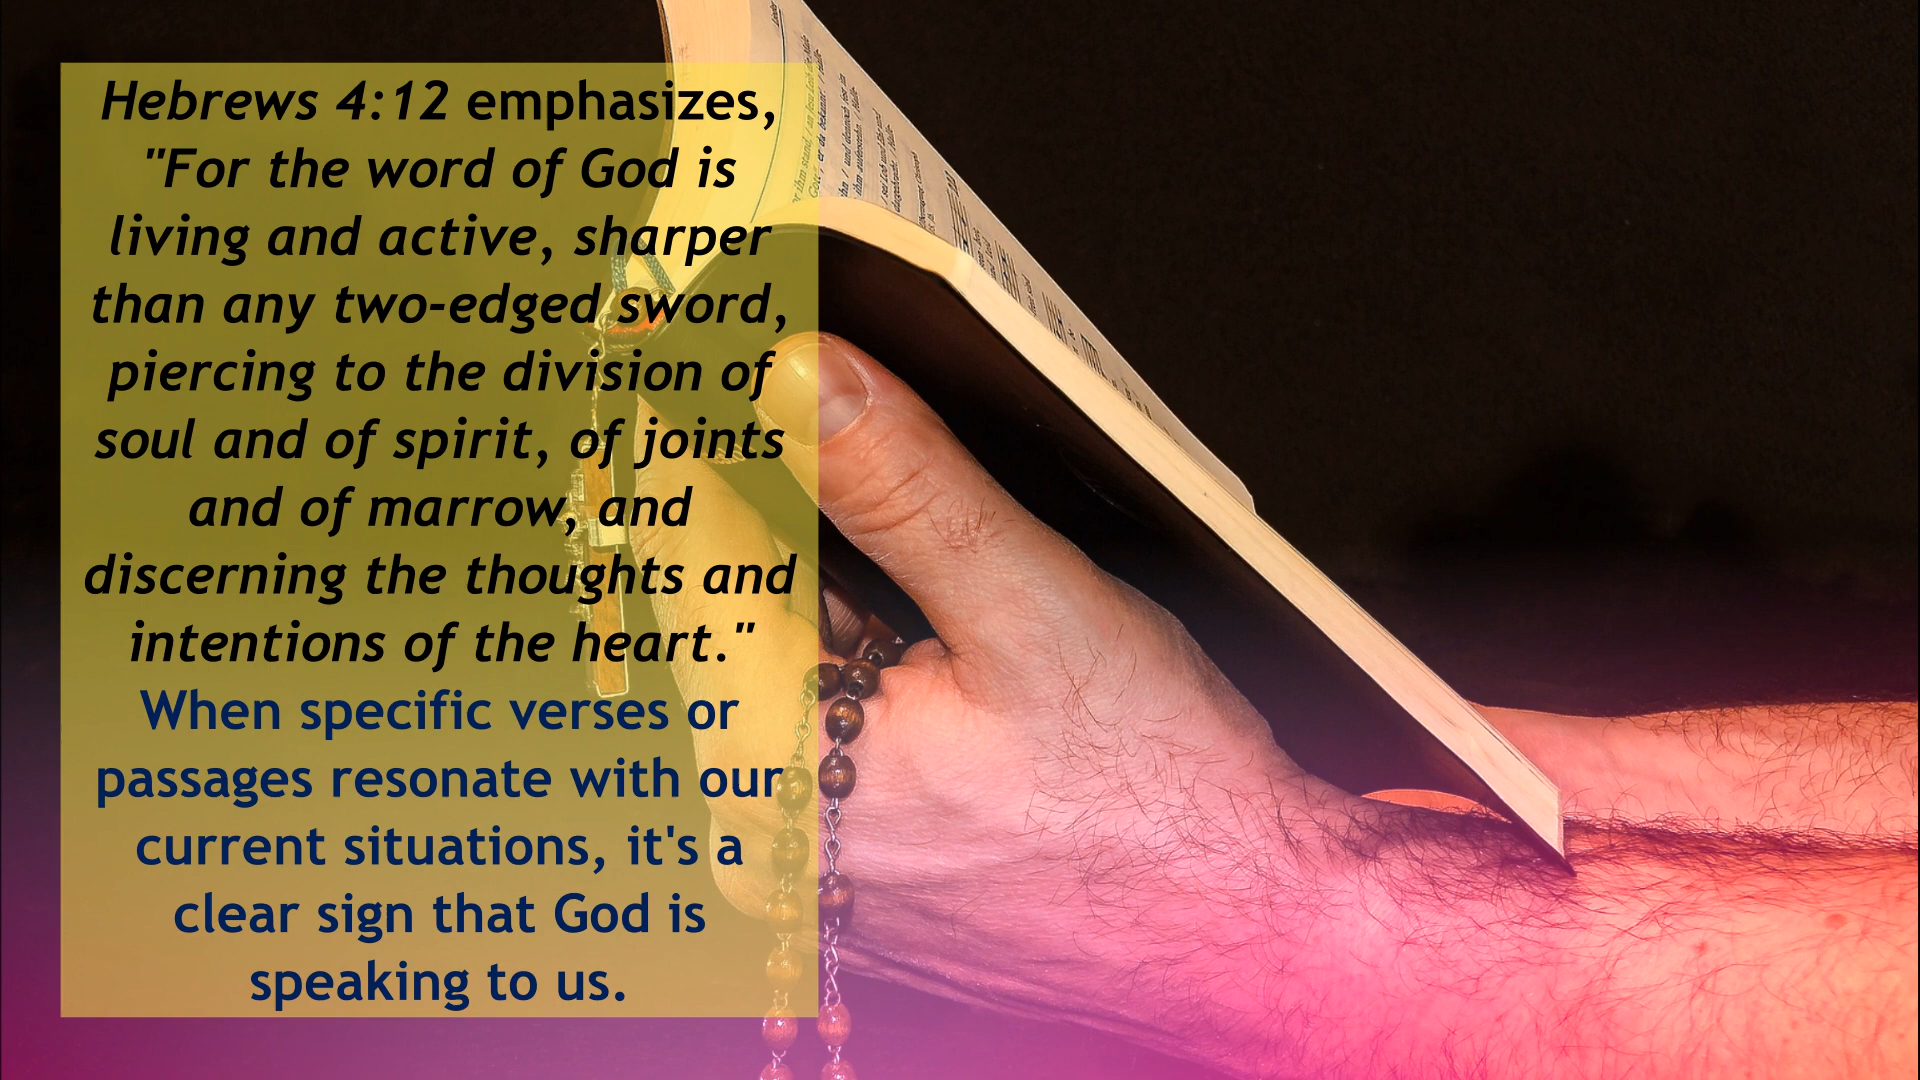 Hebrews 4:12 emphasizes,
"For the word of God is
living and active, sharper
than any two-edged sword,
piercing to the division of
soul and of spirit, of joints
and of marrow, and
discerning the thoughts and
intentions of the heart."
When specific verses or
passages resonate with our
current situations, it's a
clear sign that God is
speaking to us.